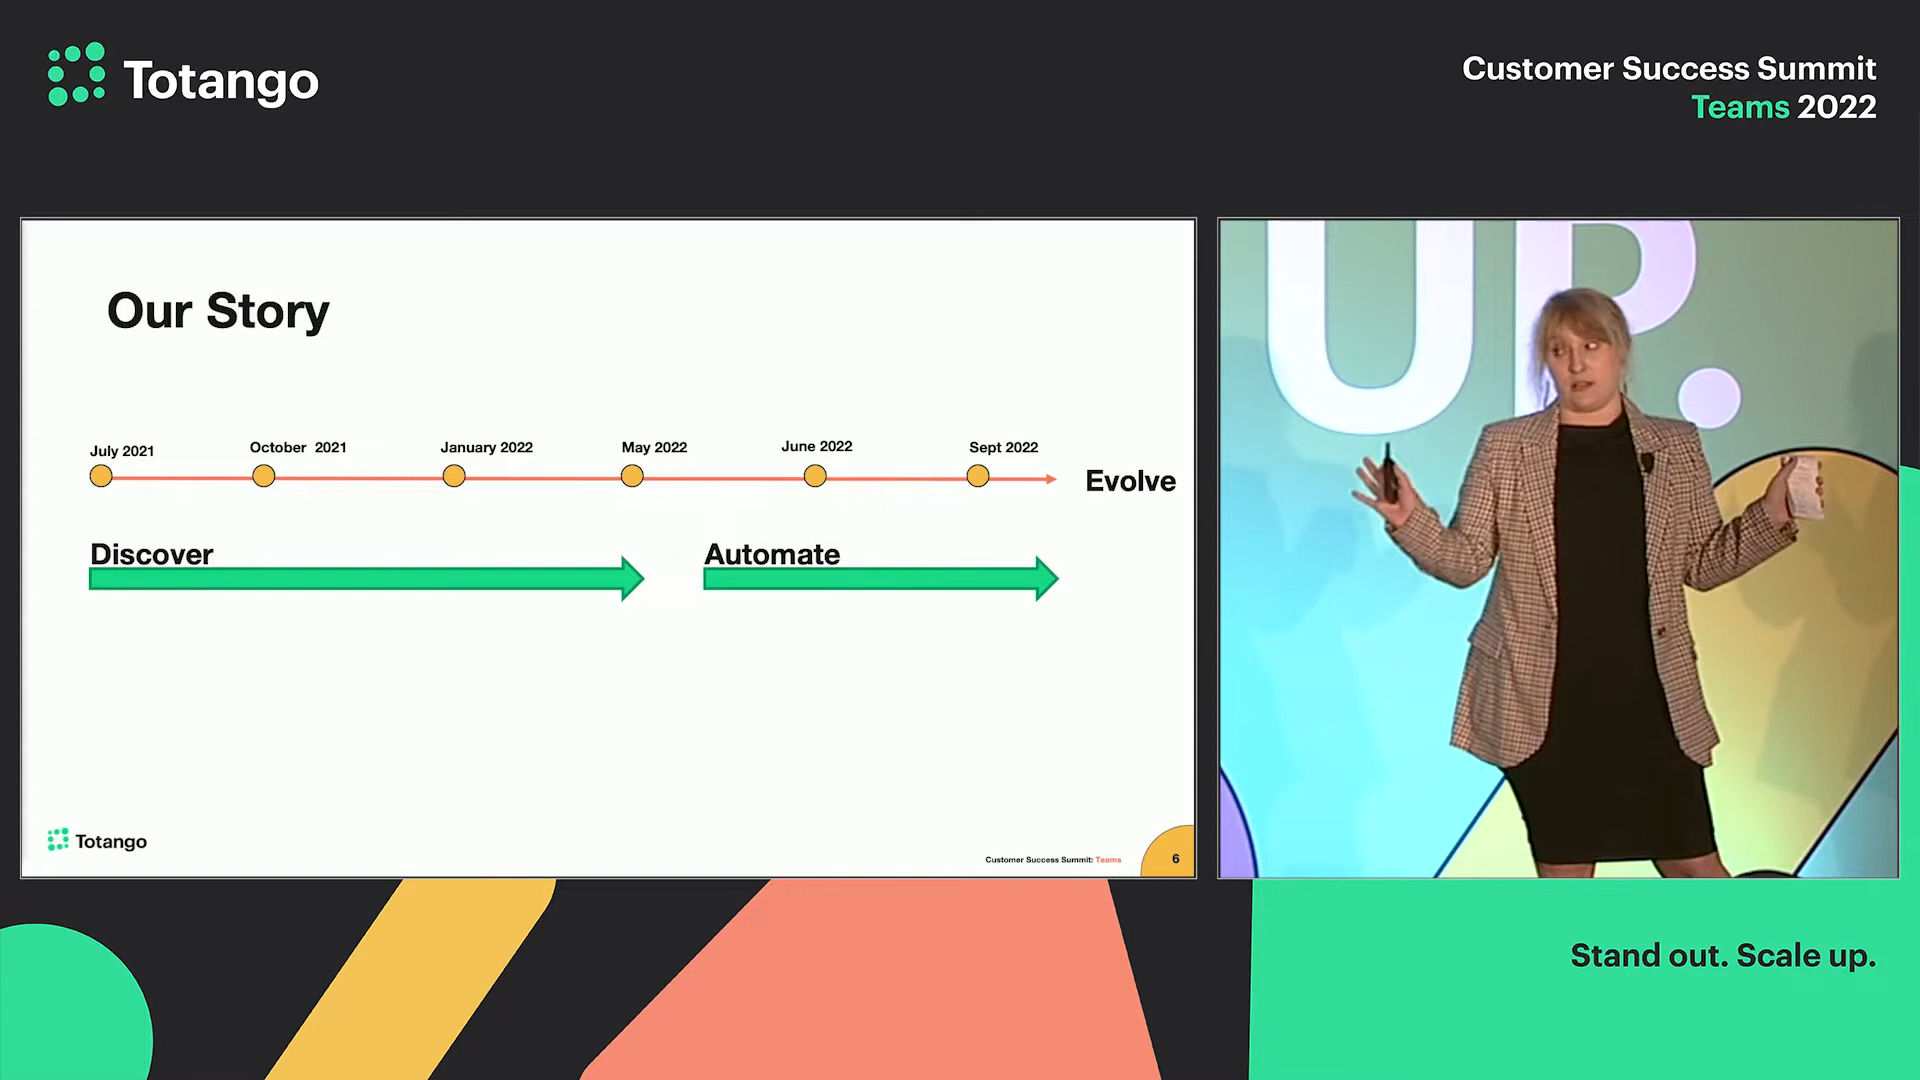 Totango
Customer Success Summit
Teams 2022
Our Story
July 2021
October 2021
January 2022
May 2022
June 2022
Sept 2022
Evolve
Discover
Automate
Totango
Customer Success Summit: Teams
6
UP.
Stand out. Scale up.